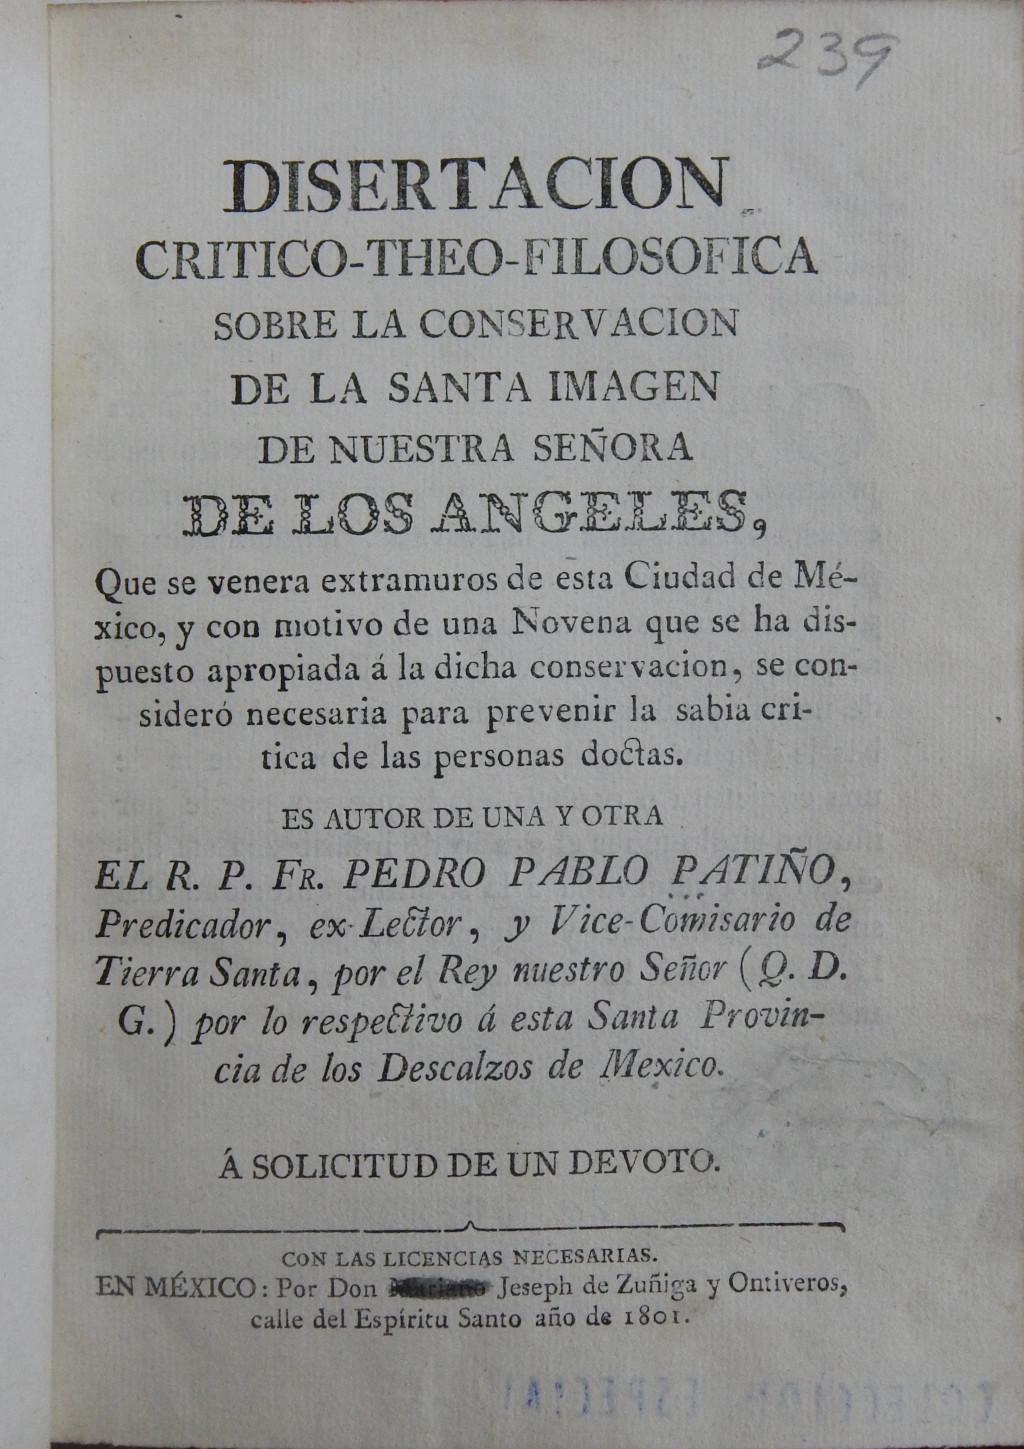 239
DISERTACION
CRITICO-THEO-FILOSOFICA
SOBRE LA CONSERVACION
DE LA SANTA IMAGEN
DE NUESTRA SEÑORA
DE LOS ANGELES,
Que se venera extramuros de esta Ciudad de Mé-
xico, y con motivo de una Novena que se ha dis-
puesto apropiada á la dicha conservacion, se con-
sideró necesaria para prevenir la sabia cri-
tica de las personas doctas.
ES AUTOR DE UNA Y OTRA
EL R. P. FR. PEDRO PABLO PATIÑO,
Predicador, ex-Lector, y Vice-Comisario de
Tierra Santa, por el Rey nuestro Señor (Q. D.
G.) por lo respectivo á esta Santa Provin-
cia de los Descalzos de Mexico.
Á SOLICITUD DE UN DEVOTO.
CON LAS LICENCIAS NECESARIAS.
EN MÉXICO: Por Don Mariano Jeseph de Zuñiga y Ontiveros,
calle del Espíritu Santo año de 1801.
COLECCION ESPECIAL